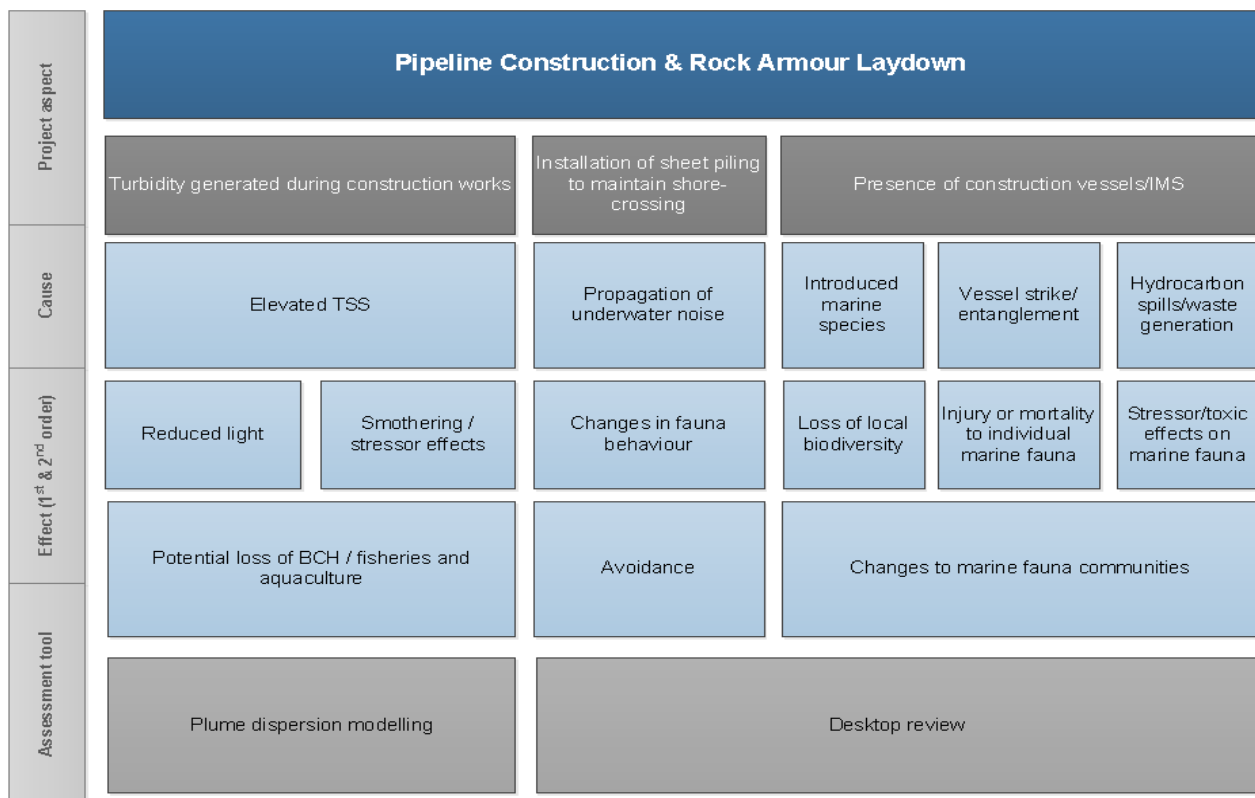 Project aspect
Pipeline Construction & Rock Armour Laydown
Turbidity generated during construction works
Installation of sheet piling
to maintain shore-
crossing
Presence of construction vessels/IMS
Cause
Elevated TSS
Propagation of
underwater noise
Introduced
marine
species
Vessel strike/
entanglement
Hydrocarbon
spills/waste
generation
Effect (1st & 2nd order)
Reduced light
Smothering /
stressor effects
Changes in fauna
behaviour
Loss of local
biodiversity
Injury or mortality
to individual
marine fauna
Stressor/toxic
effects on
marine fauna
Potential loss of BCH / fisheries and
aquaculture
Avoidance
Changes to marine fauna communities
Assessment tool
Plume dispersion modelling
Desktop review